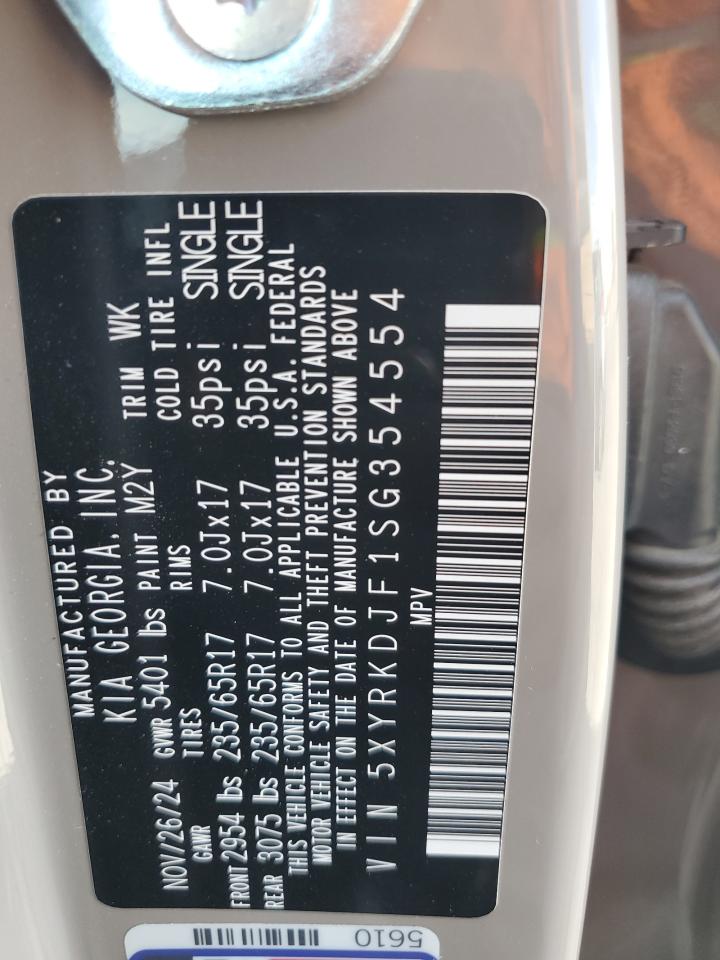 MANUFACTURED BY
KIA GEORGIA, INC.
NOV/26/24 GVWR 5401 lbs PAINT M2Y TRIM WK
GAWR TIRES RIMS COLD TIRE INFL
FRONT 2954 lbs 235/65R17 7.0Jx17 35psi SINGLE
REAR 3075 lbs 235/65R17 7.0Jx17 35psi SINGLE
THIS VEHICLE CONFORMS TO ALL APPLICABLE U.S.A. FEDERAL
MOTOR VEHICLE SAFETY AND THEFT PREVENTION STANDARDS
IN EFFECT ON THE DATE OF MANUFACTURE SHOWN ABOVE
MPV
VIN 5XYRKDJF1SG354554
5610